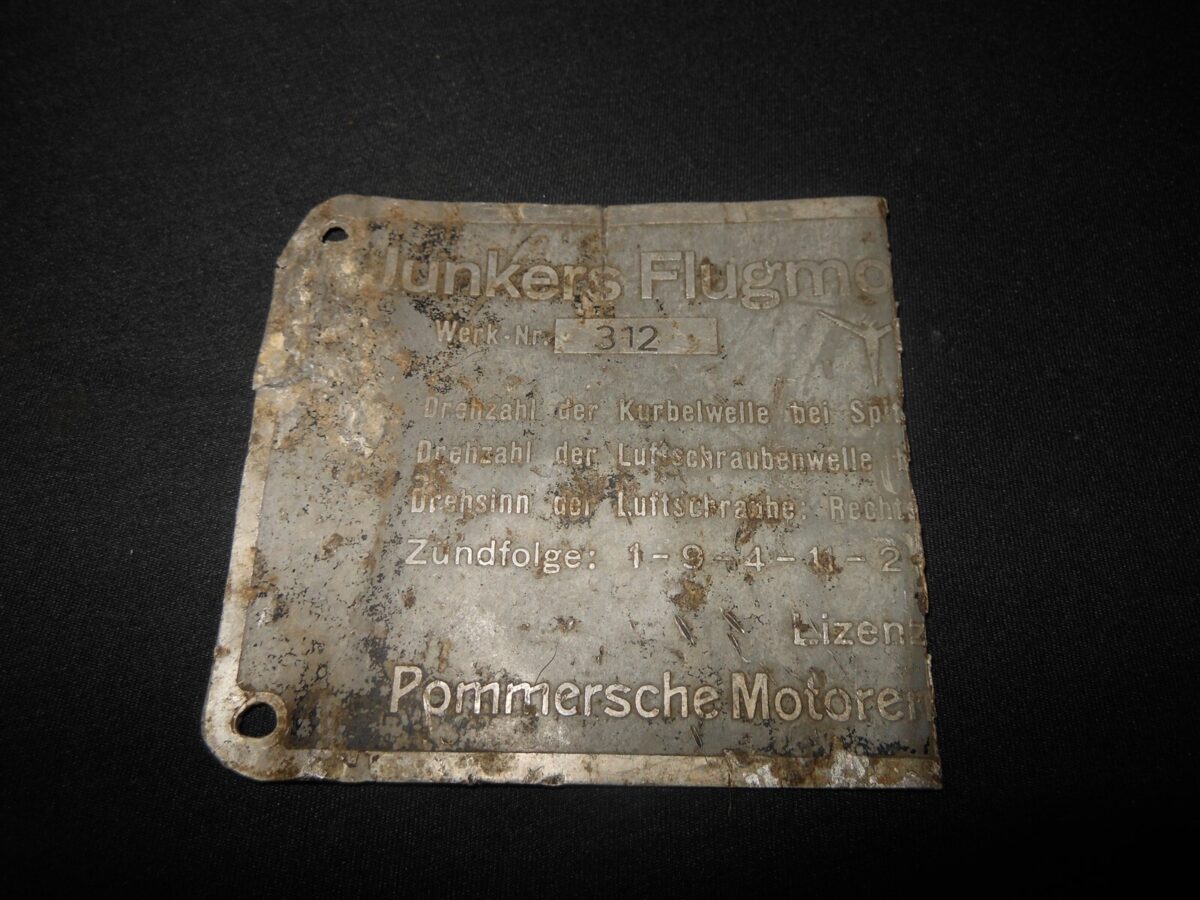 Junkers Flugmo
Werk-Nr. 312
Drehzahl der Kurbelwelle bei Spit
Drehzahl der Luftschraubenwelle
Drehsinn der Luftschraube: Rechts
Zündfolge: 1-9-4-11-2
Lizenz
Pommersche Motoren